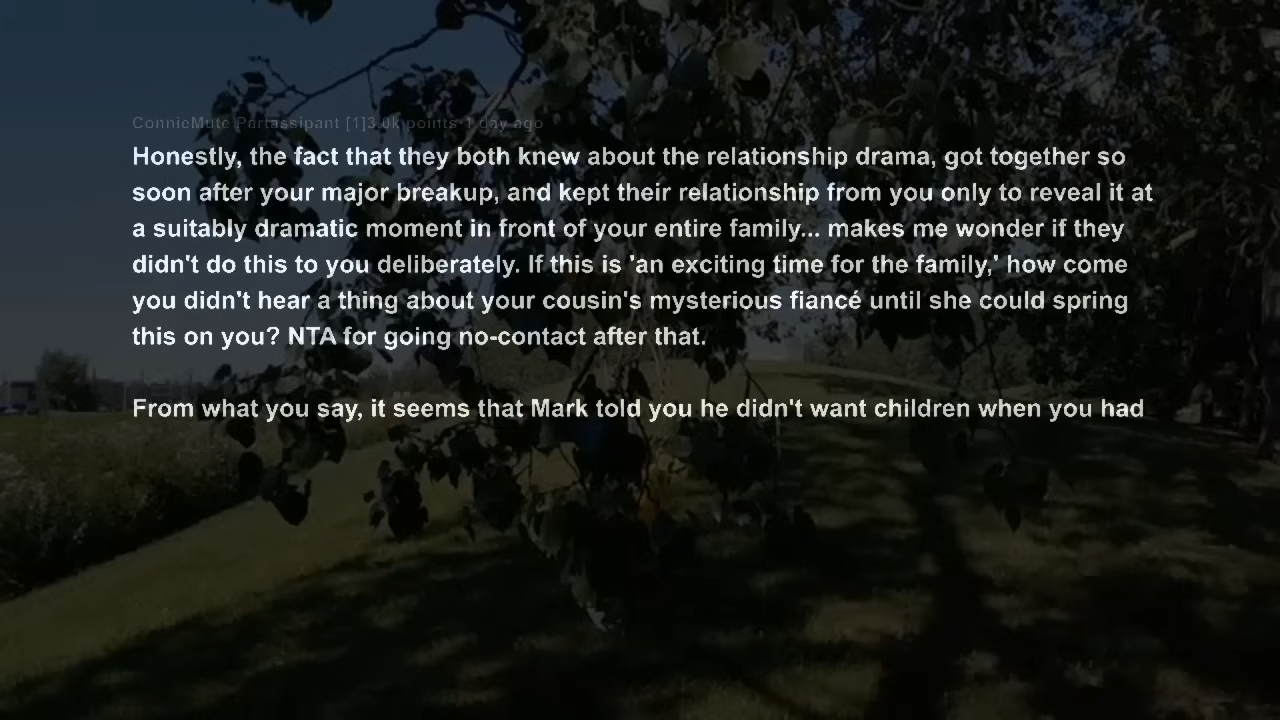 ConnieMute Partassipant [1]3.0k points·1 day ago
Honestly, the fact that they both knew about the relationship drama, got together so
soon after your major breakup, and kept their relationship from you only to reveal it at
a suitably dramatic moment in front of your entire family... makes me wonder if they
didn't do this to you deliberately. If this is 'an exciting time for the family,' how come
you didn't hear a thing about your cousin's mysterious fiancé until she could spring
this on you? NTA for going no-contact after that.
From what you say, it seems that Mark told you he didn't want children when you had